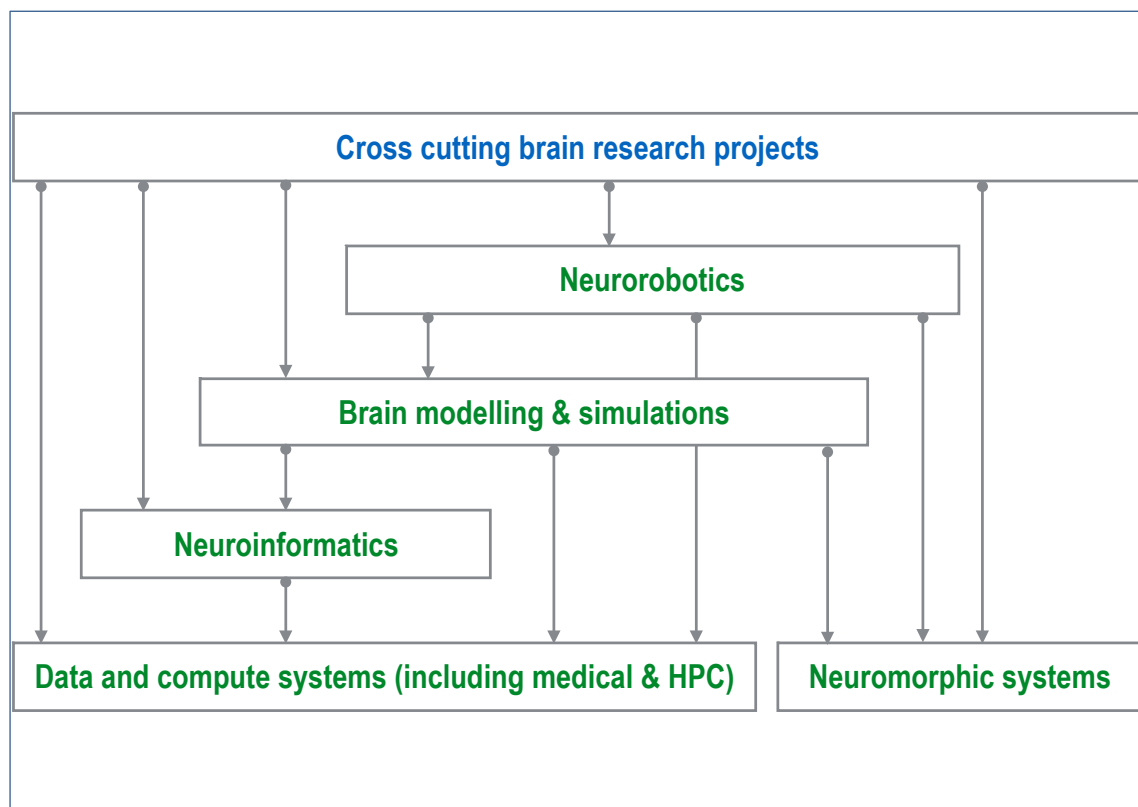 Cross cutting brain research projects
Neurorobotics
Brain modelling & simulations
Neuroinformatics
Data and compute systems (including medical & HPC)
Neuromorphic systems